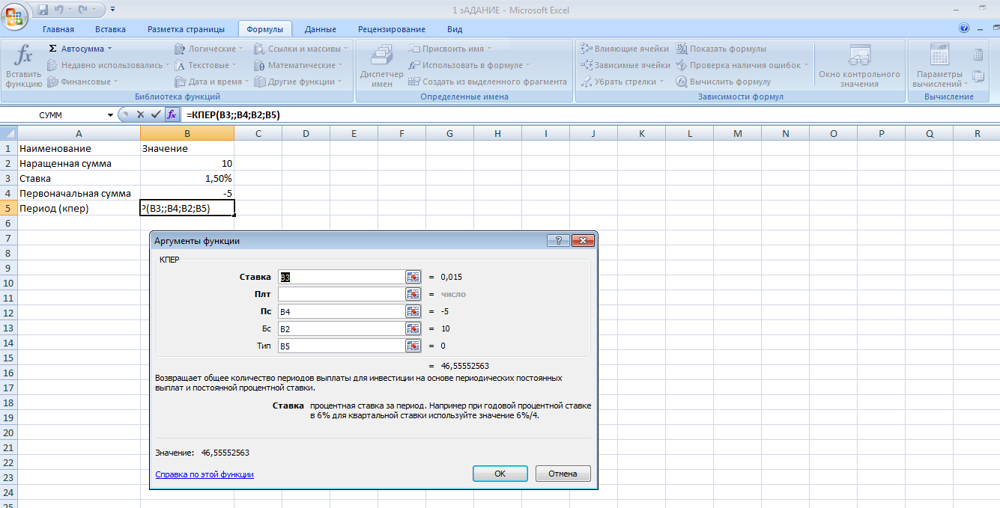 1 зАДАНИЕ - Microsoft Excel
Главная Вставка Разметка страницы Формулы Данные Рецензирование Вид
fx Вставить функцию
Σ Автосумма
Недавно использовались
Финансовые
Логические
Текстовые
Дата и время
Ссылки и массивы
Математические
Другие функции
Библиотека функций
Диспетчер имен
Присвоить имя
Использовать в формуле
Создать из выделенного фрагмента
Определенные имена
Влияющие ячейки
Зависимые ячейки
Убрать стрелки
Показать формулы
Проверка наличия ошибок
Вычислить формулу
Зависимости формул
Окно контрольного значения
Параметры вычислений
Вычисление
СУММ fx =КПЕР(B3;;B4;B2;B5)
A B C D E F G H I J K L M N O P Q R
1 Наименование Значение
2 Наращенная сумма 10
3 Ставка 1,50%
4 Первоначальная сумма -5
5 Период (кпер) Р(B3;;B4;B2;B5)
6
7
8
9
10
11
12
13
14
15
16
17
18
19
20
21
22
23
24
25
Аргументы функции
КПЕР
Ставка B3 = 0,015
Плт = число
Пс B4 = -5
Бс B2 = 10
Тип B5 = 0
= 46,55552563
Возвращает общее количество периодов выплаты для инвестиции на основе периодических постоянных
выплат и постоянной процентной ставки.
Ставка процентная ставка за период. Например при годовой процентной ставке
в 6% для квартальной ставки используйте значение 6%/4.
Значение: 46,55552563
Справка по этой функции
ОК Отмена